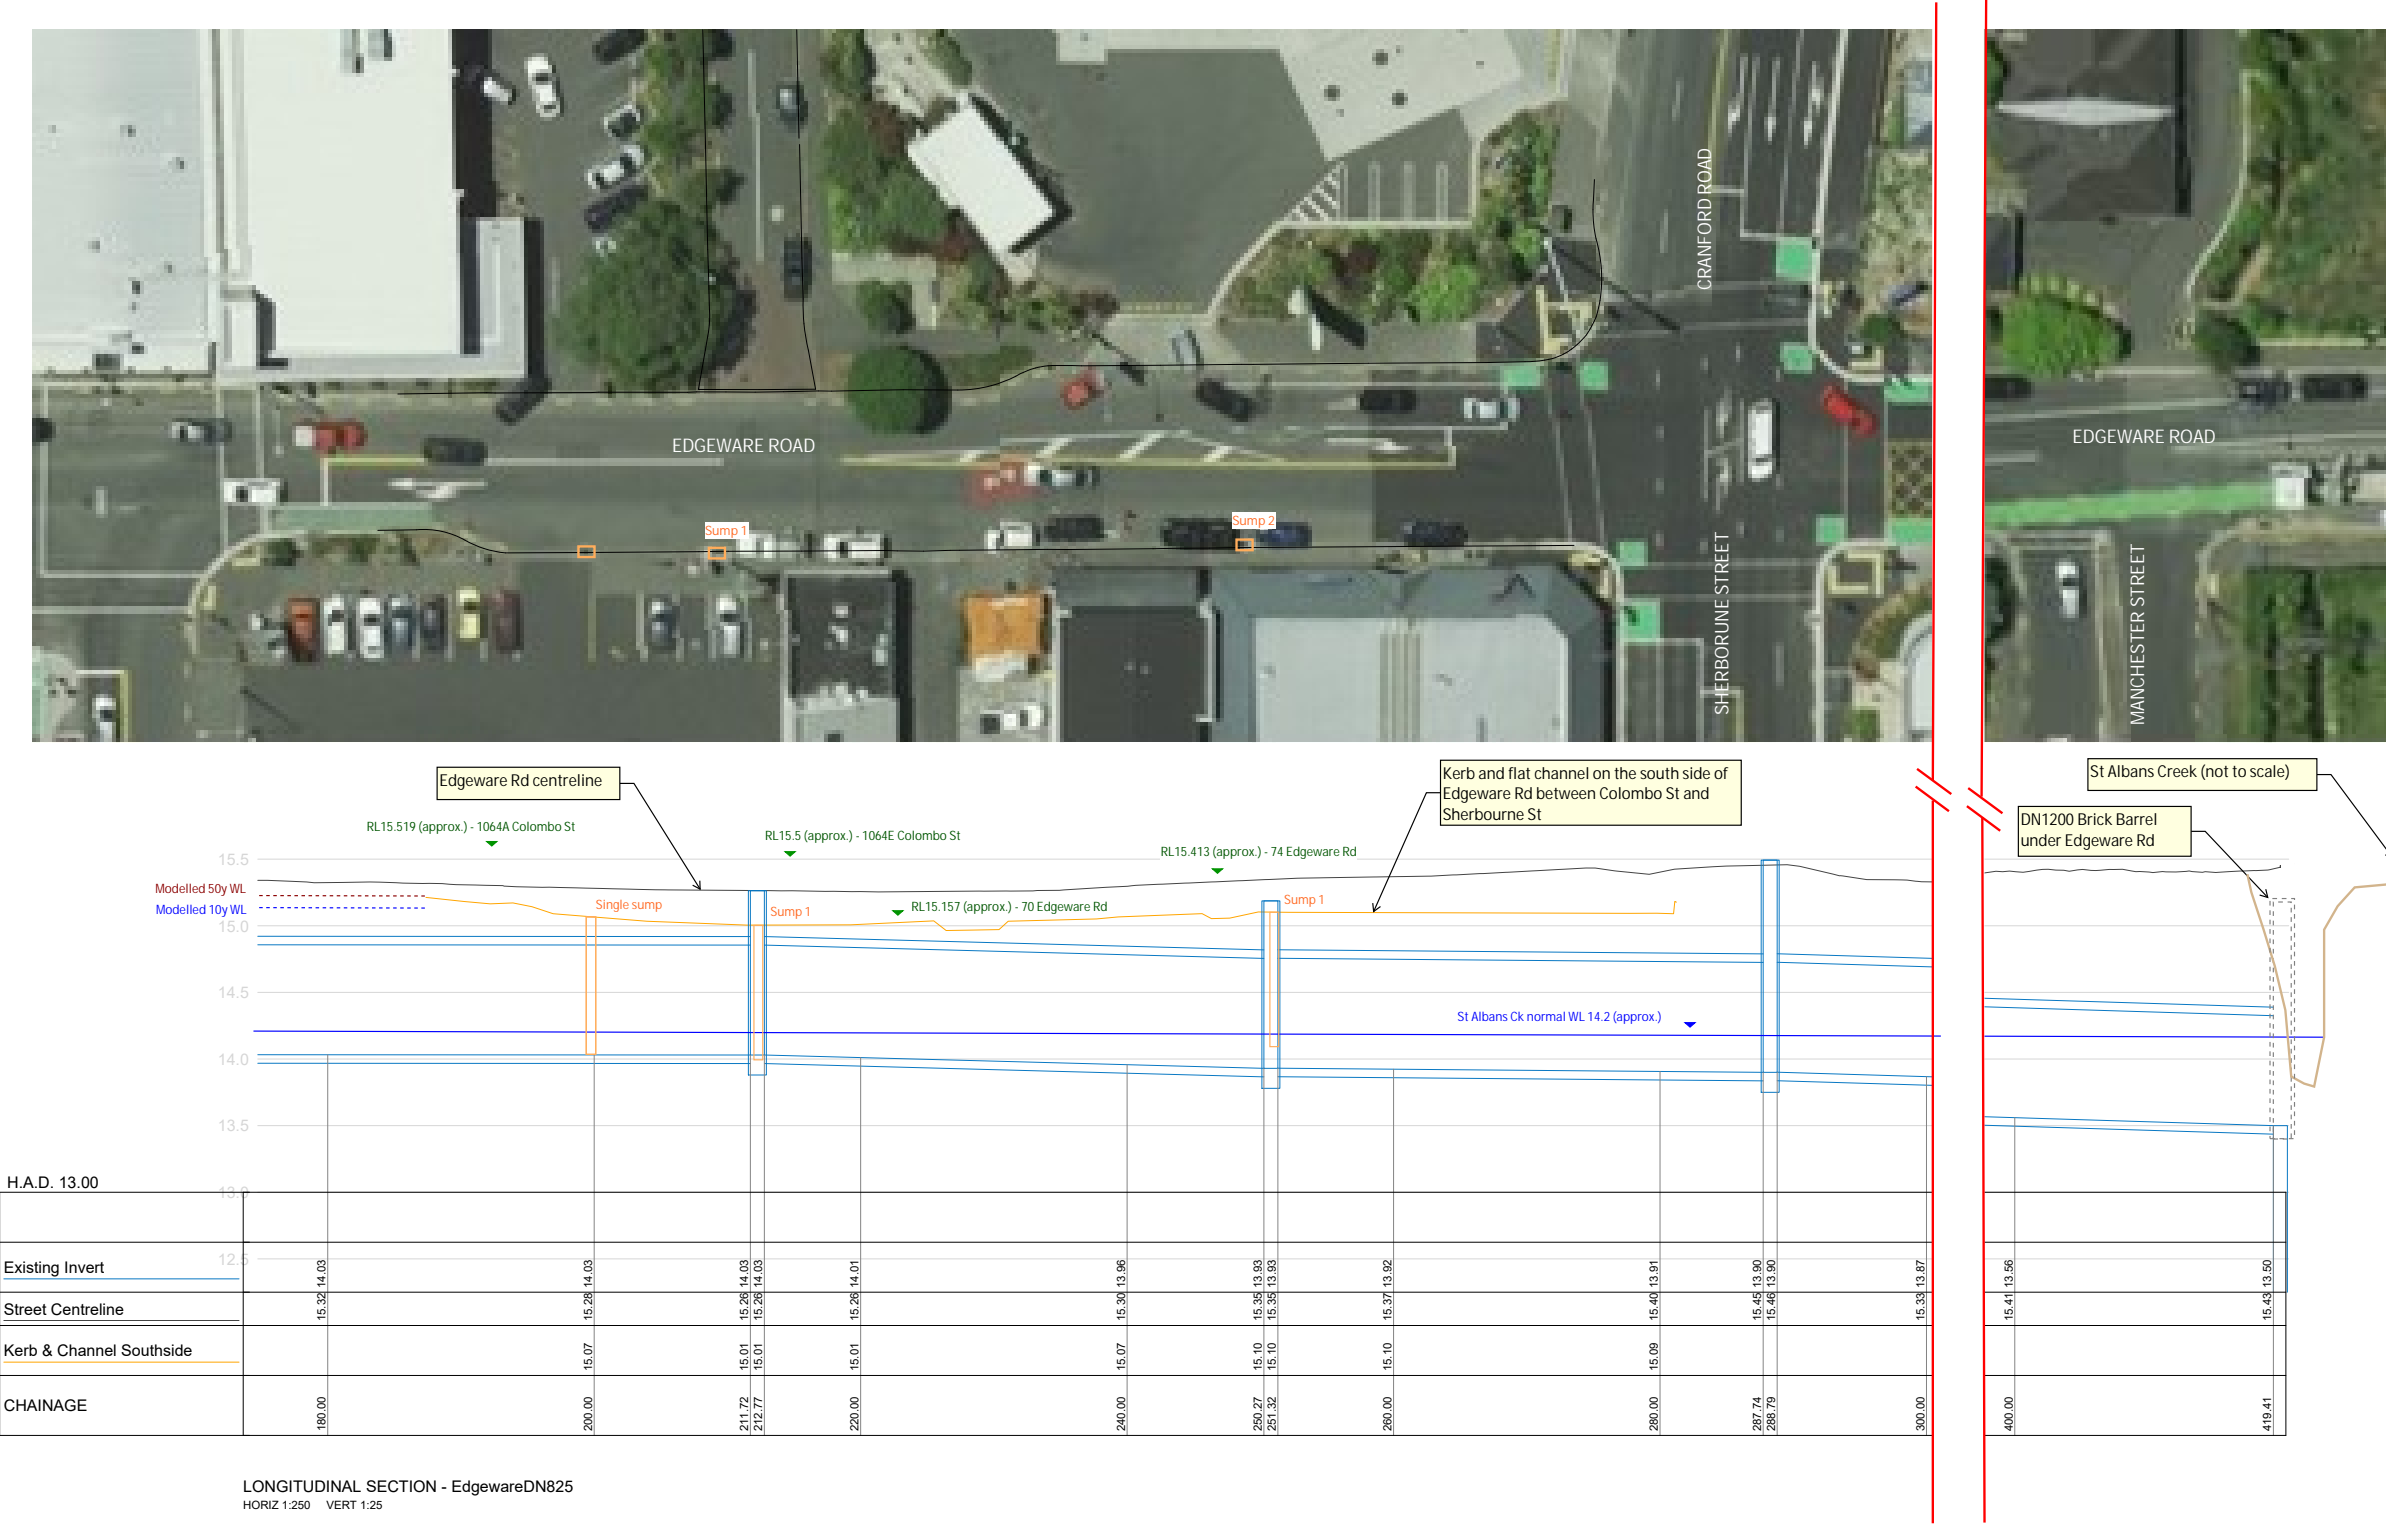 CRANFORD ROAD
EDGEWARE ROAD
EDGEWARE ROAD
Sump 1
Sump 2
SHERBORUNE STREET
MANCHESTER STREET
Edgeware Rd centreline
Kerb and flat channel on the south side of
Edgeware Rd between Colombo St and
Sherbourne St
St Albans Creek (not to scale)
DN1200 Brick Barrel
under Edgeware Rd
RL15.519 (approx.) - 1064A Colombo St
RL15.5 (approx.) - 1064E Colombo St
RL15.413 (approx.) - 74 Edgeware Rd
15.5
Modelled 50y WL
Modelled 10y WL
Single sump
Sump 1
RL15.157 (approx.) - 70 Edgeware Rd
Sump 1
15.0
14.5
St Albans Ck normal WL 14.2 (approx.)
14.0
13.5
H.A.D. 13.00
13.0
12.5
Existing Invert 14.03 14.03 14.03 14.03 14.01 13.96 13.93 13.93 13.92 13.91 13.90 13.90 13.87 13.56 13.50
Street Centreline 15.32 15.28 15.26 15.26 15.26 15.30 15.35 15.35 15.37 15.40 15.45 15.46 15.33 15.41 15.43
Kerb & Channel Southside 15.07 15.01 15.01 15.01 15.07 15.10 15.10 15.10 15.09
CHAINAGE 180.00 200.00 211.72 212.77 220.00 240.00 250.27 251.32 260.00 280.00 287.74 288.79 300.00 400.00 419.41
LONGITUDINAL SECTION - EdgewareDN825
HORIZ 1:250 VERT 1:25